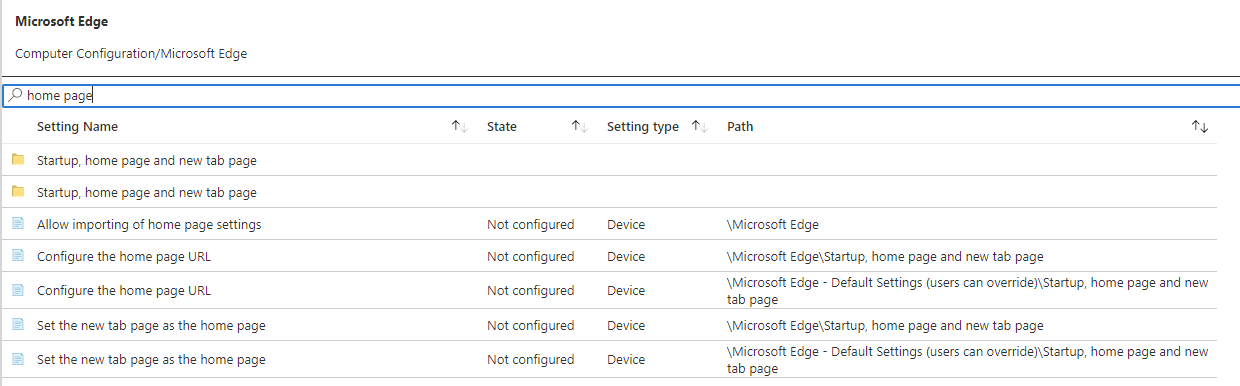 Microsoft Edge
Computer Configuration/Microsoft Edge
home page
Setting Name State Setting type Path
Startup, home page and new tab page
Startup, home page and new tab page
Allow importing of home page settings Not configured Device \Microsoft Edge
Configure the home page URL Not configured Device \Microsoft Edge\Startup, home page and new tab page
Configure the home page URL Not configured Device \Microsoft Edge - Default Settings (users can override)\Startup, home page and new
tab page
Set the new tab page as the home page Not configured Device \Microsoft Edge\Startup, home page and new tab page
Set the new tab page as the home page Not configured Device \Microsoft Edge - Default Settings (users can override)\Startup, home page and new
tab page